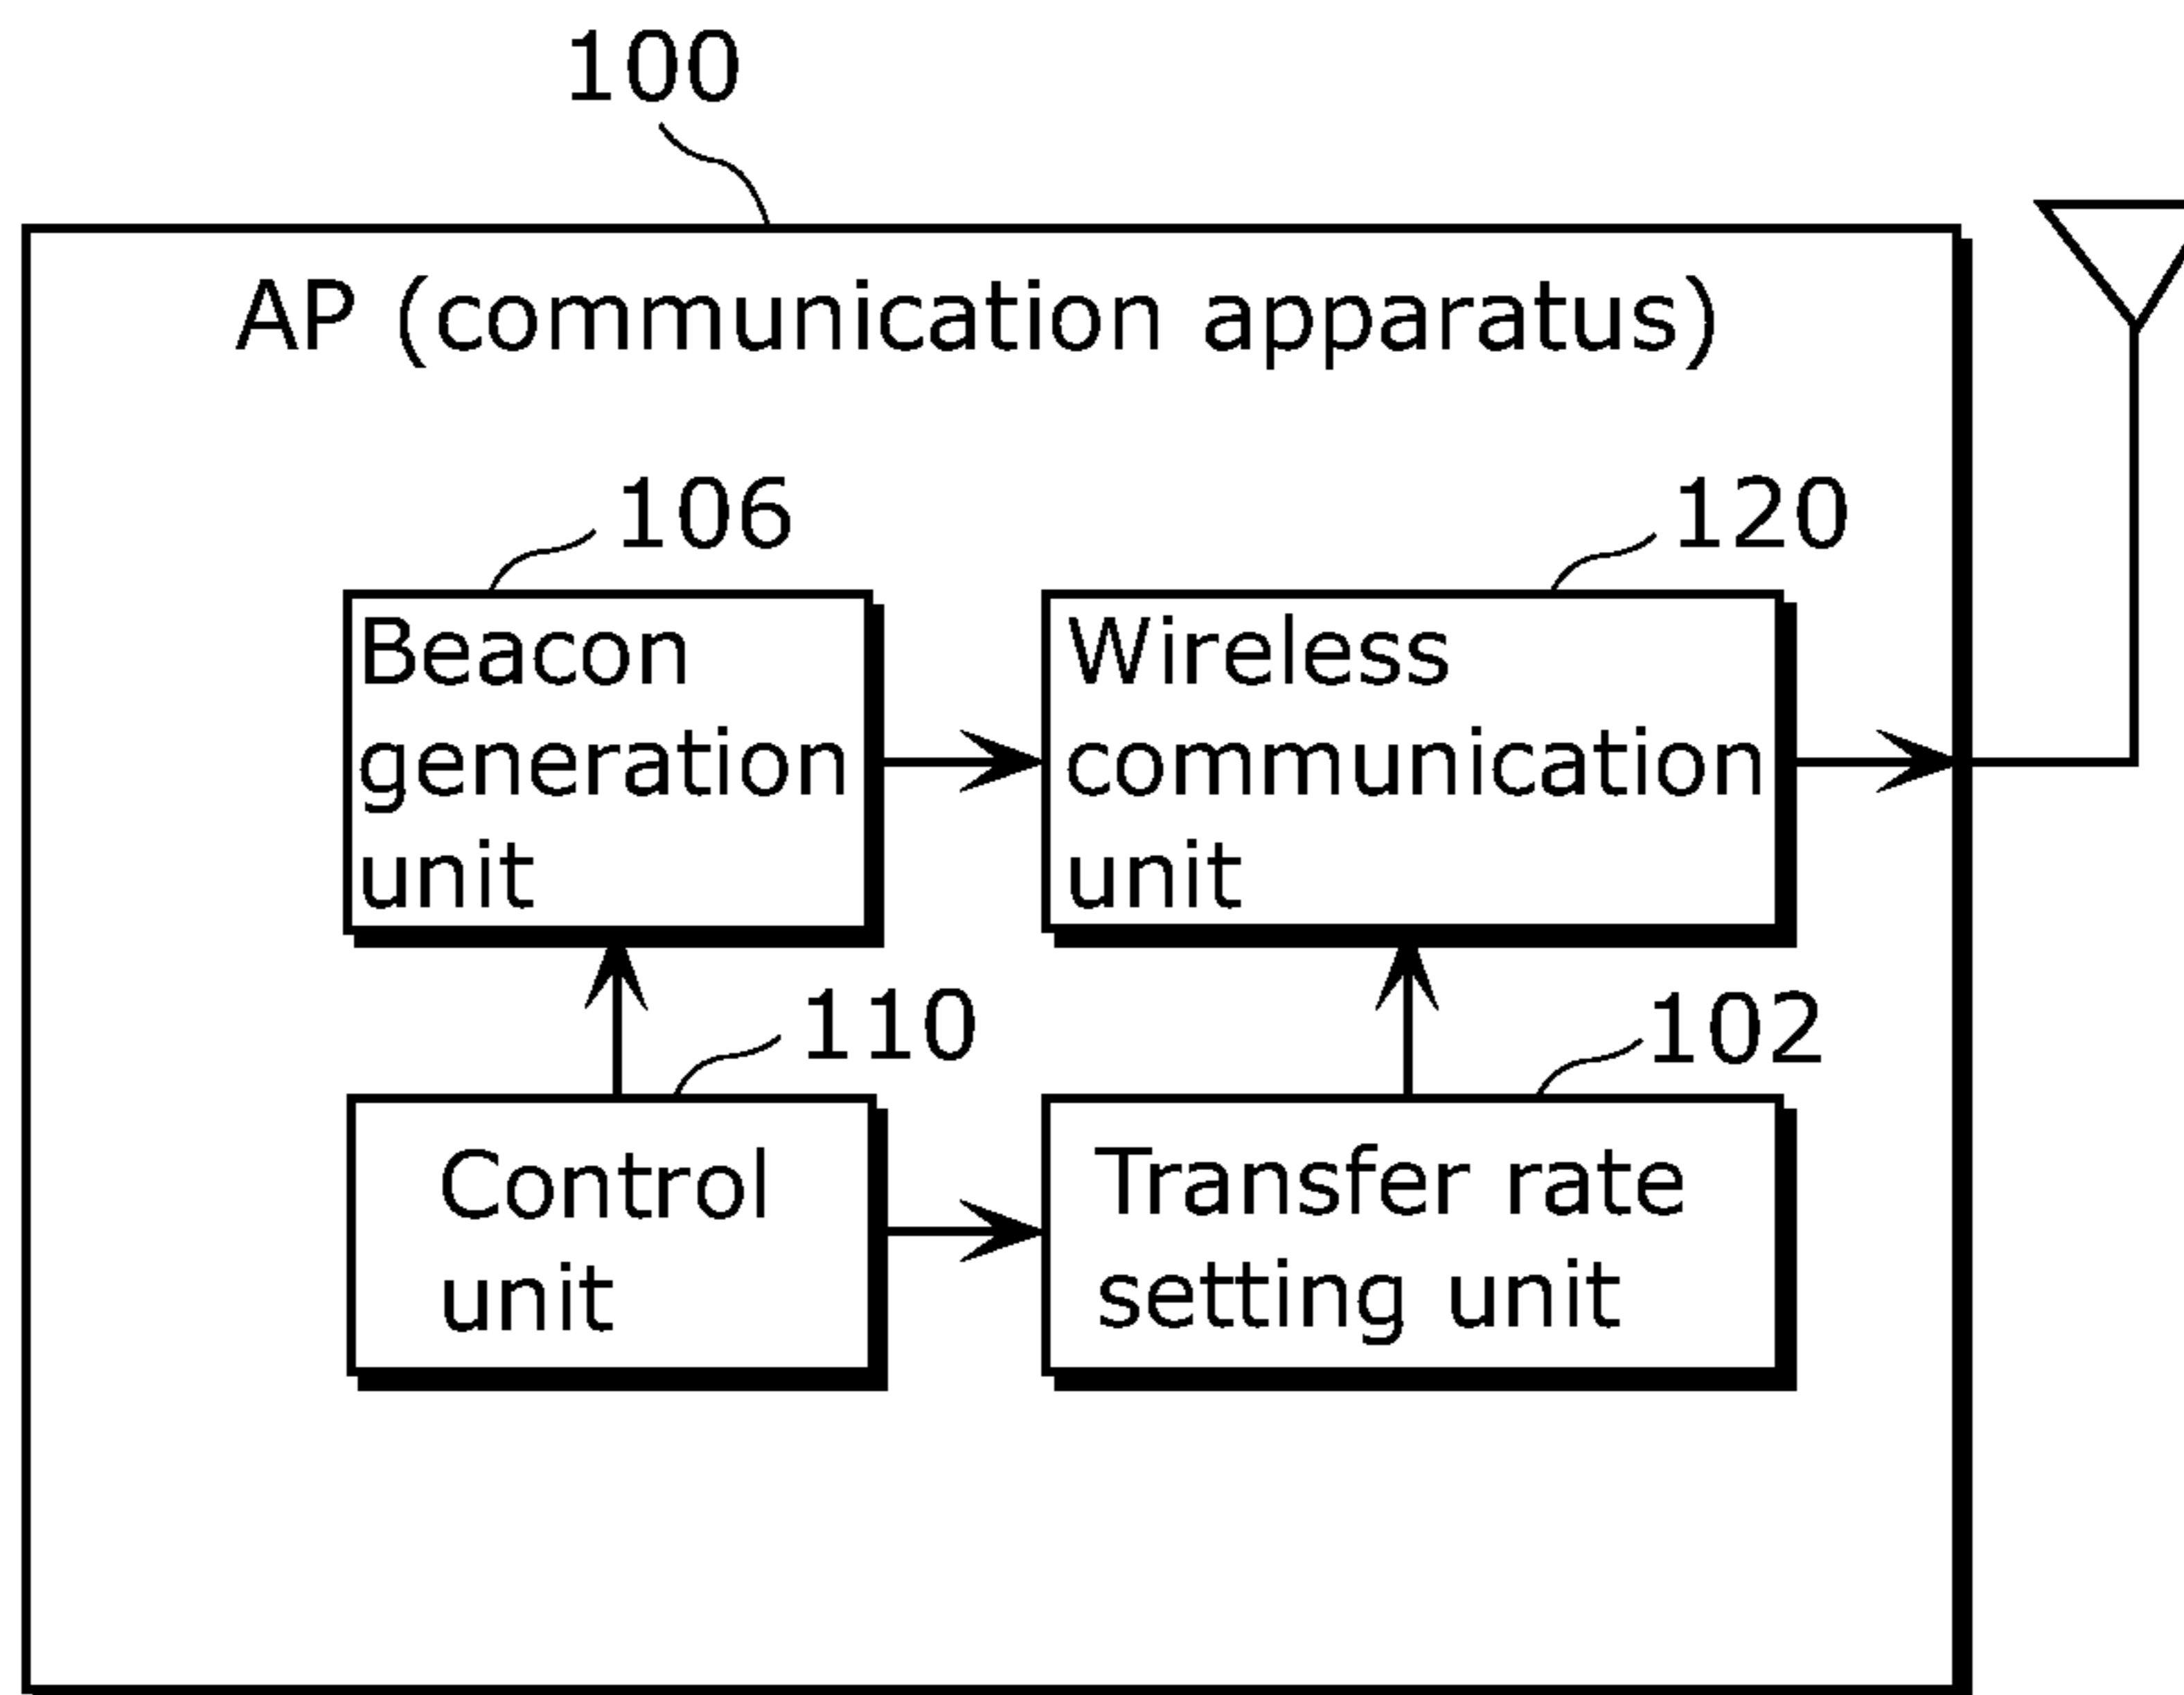 100
AP (communication apparatus)
106
120
Beacon
generation
unit
Wireless
communication
unit
110
102
Control
unit
Transfer rate
setting unit